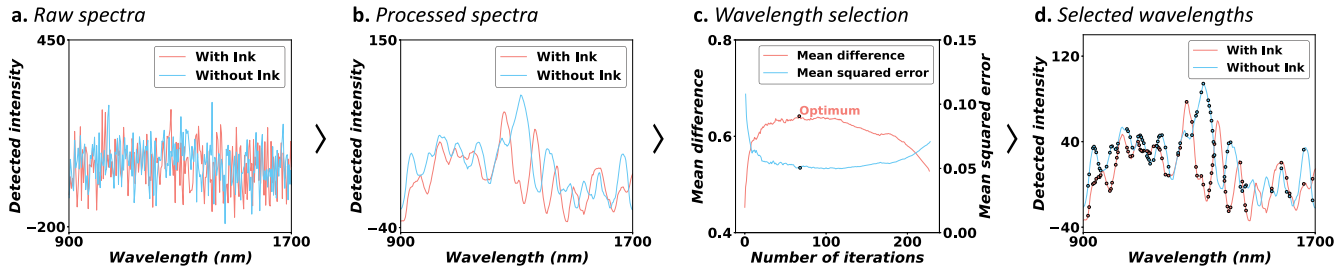 a. Raw spectra
450
With Ink
Without Ink
Detected intensity
−200
900
1700
Wavelength (nm)
>
b. Processed spectra
150
With Ink
Without Ink
Detected intensity
−40
900
1700
Wavelength (nm)
>
c. Wavelength selection
0.8
0.6
0.4
Mean difference
Mean difference
Mean squared error
Optimum
0.15
0.10
0.05
0.00
Mean squared error
0
100
200
Number of iterations
>
d. Selected wavelengths
120
40
−40
With Ink
Without Ink
Detected intensity
900
1700
Wavelength (nm)